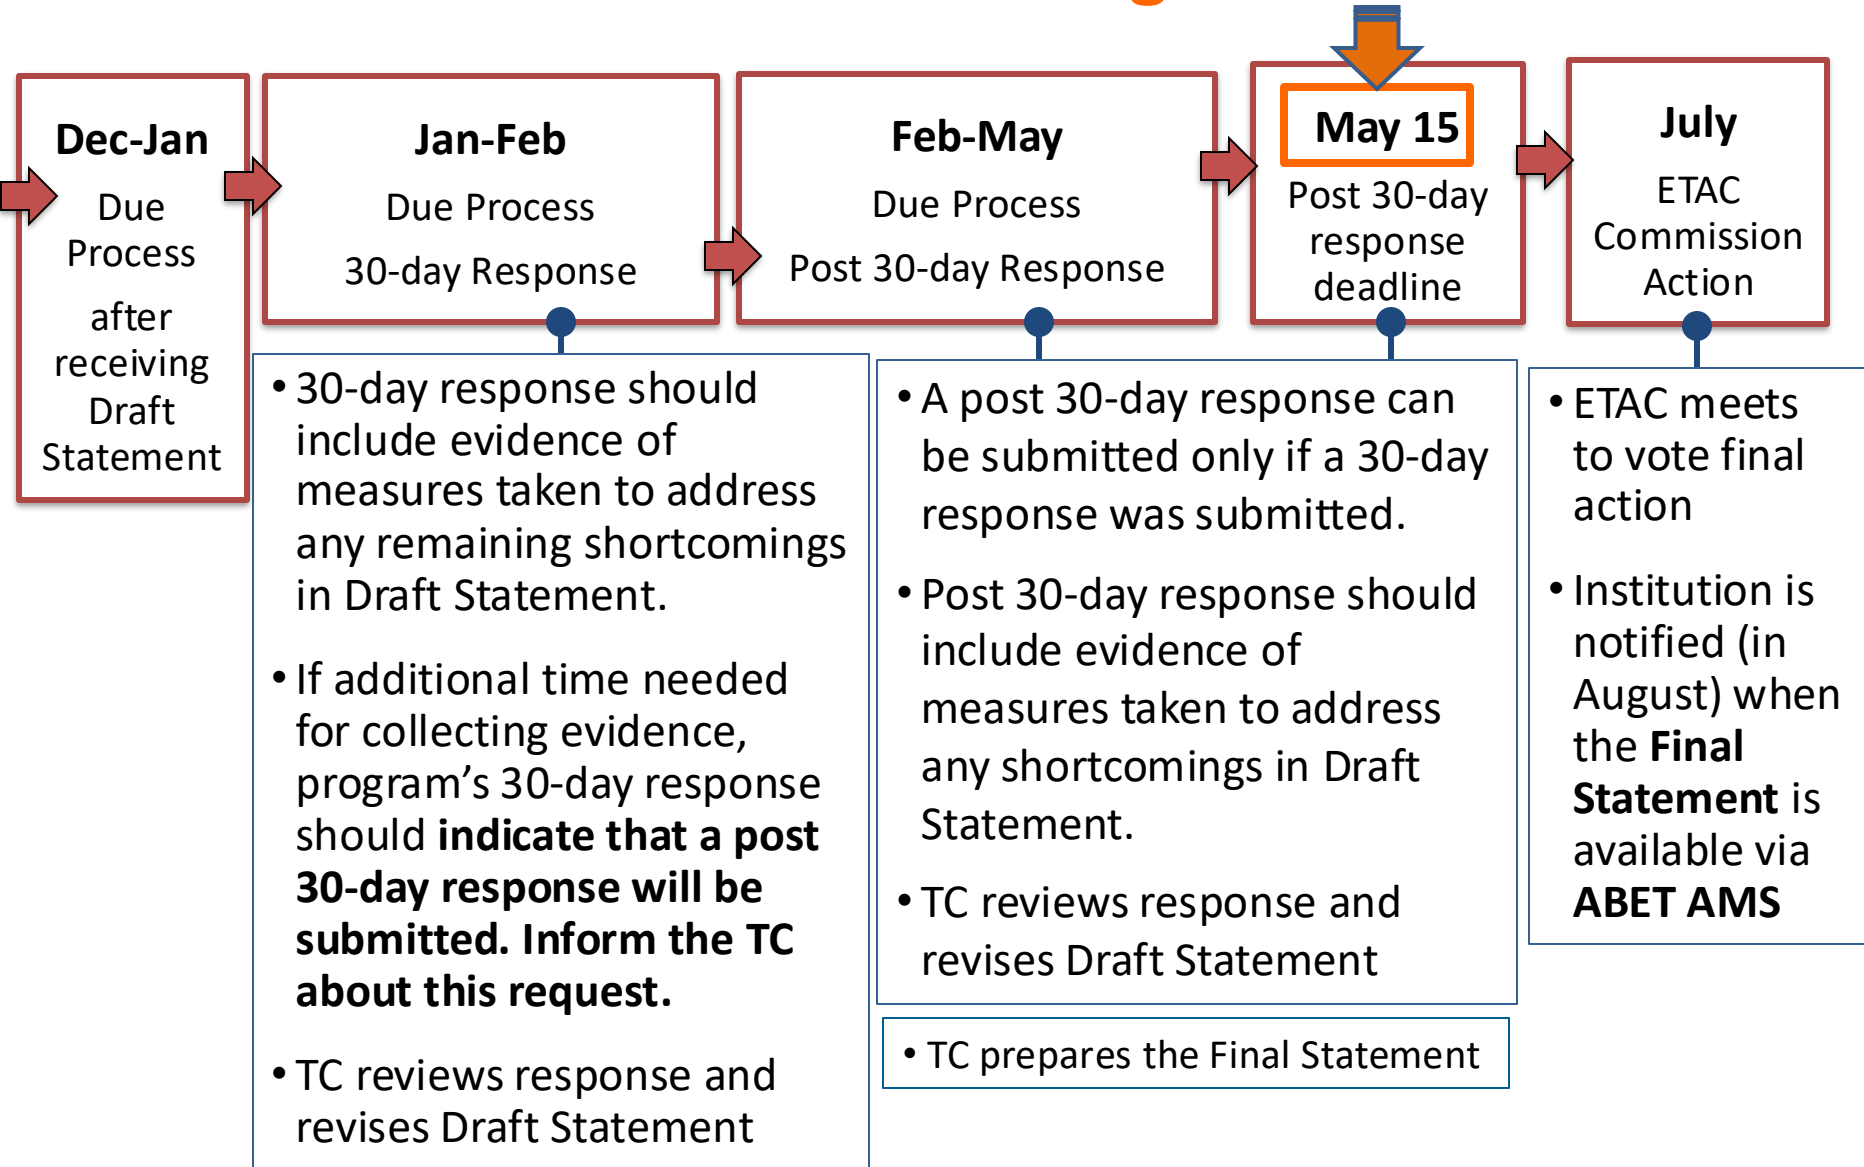 Dec-Jan
Due
Process
after
receiving
Draft
Statement
Jan-Feb
Due Process
30-day Response
Feb-May
Due Process
Post 30-day Response
May 15
Post 30-day
response
deadline
July
ETAC
Commission
Action
• 30-day response should
include evidence of
measures taken to address
any remaining shortcomings
in Draft Statement.
• If additional time needed
for collecting evidence,
program’s 30-day response
should indicate that a post
30-day response will be
submitted. Inform the TC
about this request.
• TC reviews response and
revises Draft Statement
• A post 30-day response can
be submitted only if a 30-day
response was submitted.
• Post 30-day response should
include evidence of
measures taken to address
any shortcomings in Draft
Statement.
• TC reviews response and
revises Draft Statement
• TC prepares the Final Statement
• ETAC meets
to vote final
action
• Institution is
notified (in
August) when
the Final
Statement is
available via
ABET AMS